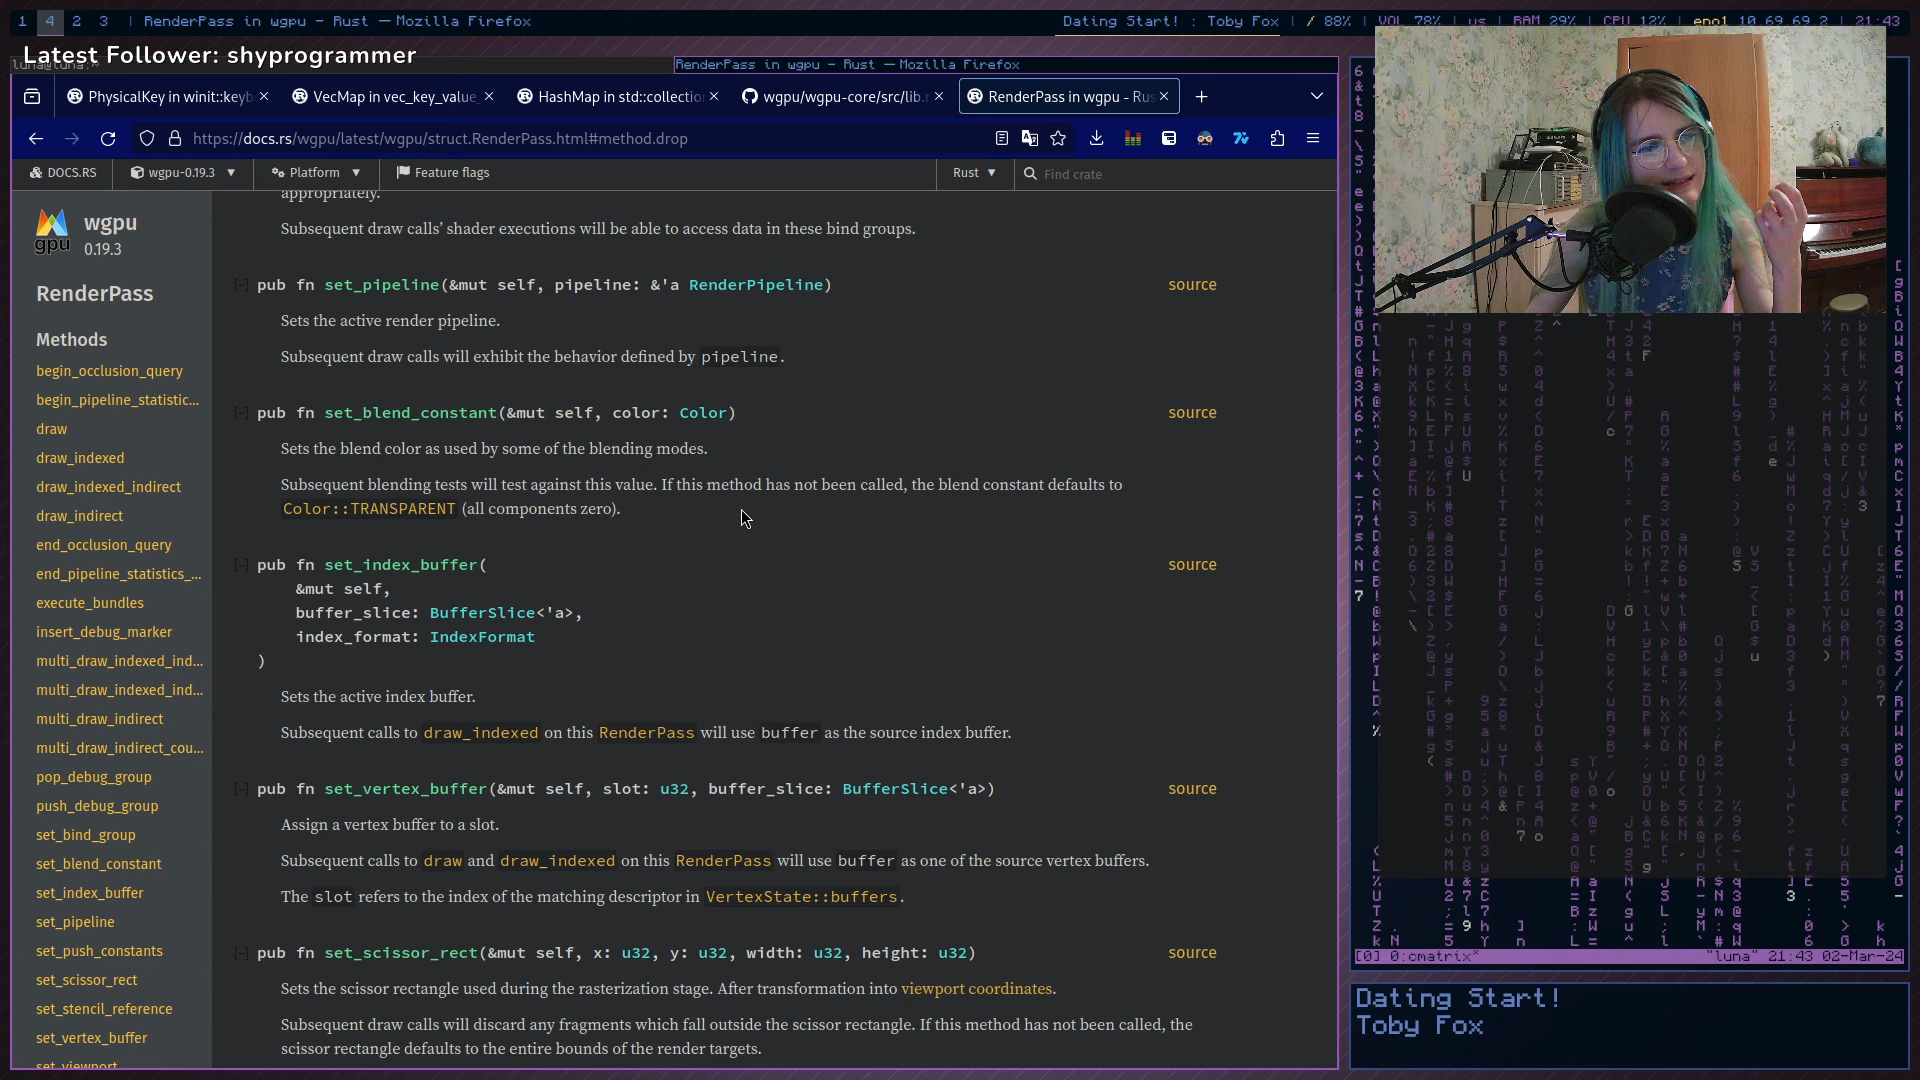 1 4 2 3 | RenderPass in wgpu - Rust — Mozilla Firefox
Dating Start! : Toby Fox | / 88% | VOL 78% | us | RAM 29% | CPU 12% | eno1 10.69.69.2 | 21:43
Latest Follower: shyprogrammer
RenderPass in wgpu - Rust — Mozilla Firefox
PhysicalKey in winit::keyb
VecMap in vec_key_value_
HashMap in std::collectio
wgpu/wgpu-core/src/lib.r
RenderPass in wgpu - Rus
https://docs.rs/wgpu/latest/wgpu/struct.RenderPass.html#method.drop
DOCS.RS
wgpu-0.19.3
Platform
Feature flags
Rust
Find crate
wgpu
0.19.3
RenderPass
Methods
begin_occlusion_query
begin_pipeline_statistic...
draw
draw_indexed
draw_indexed_indirect
draw_indirect
end_occlusion_query
end_pipeline_statistics_...
execute_bundles
insert_debug_marker
multi_draw_indexed_ind...
multi_draw_indexed_ind...
multi_draw_indirect
multi_draw_indirect_cou...
pop_debug_group
push_debug_group
set_bind_group
set_blend_constant
set_index_buffer
set_pipeline
set_push_constants
set_scissor_rect
set_stencil_reference
set_vertex_buffer
set_viewport
appropriately.
Subsequent draw calls’ shader executions will be able to access data in these bind groups.
pub fn set_pipeline(&mut self, pipeline: &'a RenderPipeline) source
Sets the active render pipeline.
Subsequent draw calls will exhibit the behavior defined by pipeline.
pub fn set_blend_constant(&mut self, color: Color) source
Sets the blend color as used by some of the blending modes.
Subsequent blending tests will test against this value. If this method has not been called, the blend constant defaults to
Color::TRANSPARENT (all components zero).
pub fn set_index_buffer( source
&mut self,
buffer_slice: BufferSlice<'a>,
index_format: IndexFormat
)
Sets the active index buffer.
Subsequent calls to draw_indexed on this RenderPass will use buffer as the source index buffer.
pub fn set_vertex_buffer(&mut self, slot: u32, buffer_slice: BufferSlice<'a>) source
Assign a vertex buffer to a slot.
Subsequent calls to draw and draw_indexed on this RenderPass will use buffer as one of the source vertex buffers.
The slot refers to the index of the matching descriptor in VertexState::buffers.
pub fn set_scissor_rect(&mut self, x: u32, y: u32, width: u32, height: u32) source
Sets the scissor rectangle used during the rasterization stage. After transformation into viewport coordinates.
Subsequent draw calls will discard any fragments which fall outside the scissor rectangle. If this method has not been called, the
scissor rectangle defaults to the entire bounds of the render targets.
[0] 0:cmatrix* "luna" 21:43 02-Mar-24
Dating Start!
Toby Fox